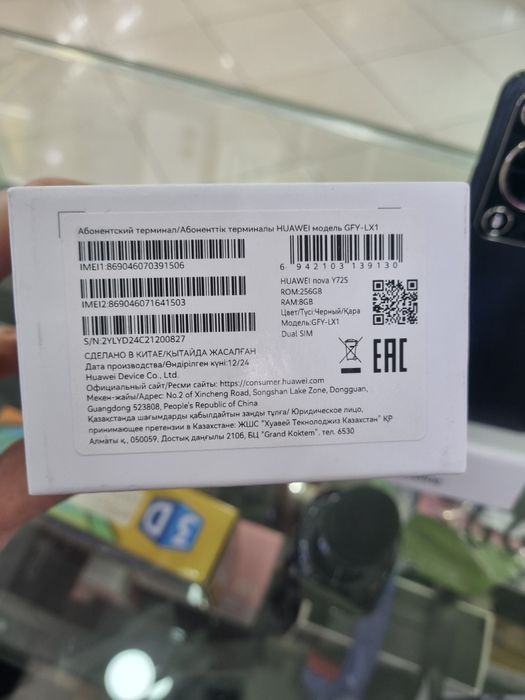 Абонентский терминал/Абоненттік терминалы HUAWEI модель GFY-LX1
IMEI1:869046070391506
6 942103 139130
IMEI2:869046071641503
HUAWEI nova Y72S
ROM:256GB
RAM:8GB
Цвет/Түсі:Черный/Қара
Модель:GFY-LX1
Dual SIM
S/N:2YLYD24C21200827
СДЕЛАНО В КИТАЕ/ҚЫТАЙДА ЖАСАЛҒАН
Дата производства/Өндірілген күні:12/24
Huawei Device Co., Ltd.
EAC
Официальный сайт/Ресми сайты: https://consumer.huawei.com
Мекен-жайы/Адрес: No.2 of Xincheng Road, Songshan Lake Zone, Dongguan,
Guangdong 523808, People's Republic of China
Қазақстанда шағымдарды қабылдайтын заңды тұлға/ Юридическое лицо,
принимающее претензии в Казахстане: ЖШС "Хуавей Текнолоджиз Казахстан" ҚР
Алматы қ., 050059, Достық даңғылы 210б, БЦ "Grand Koktem". тел. 6530